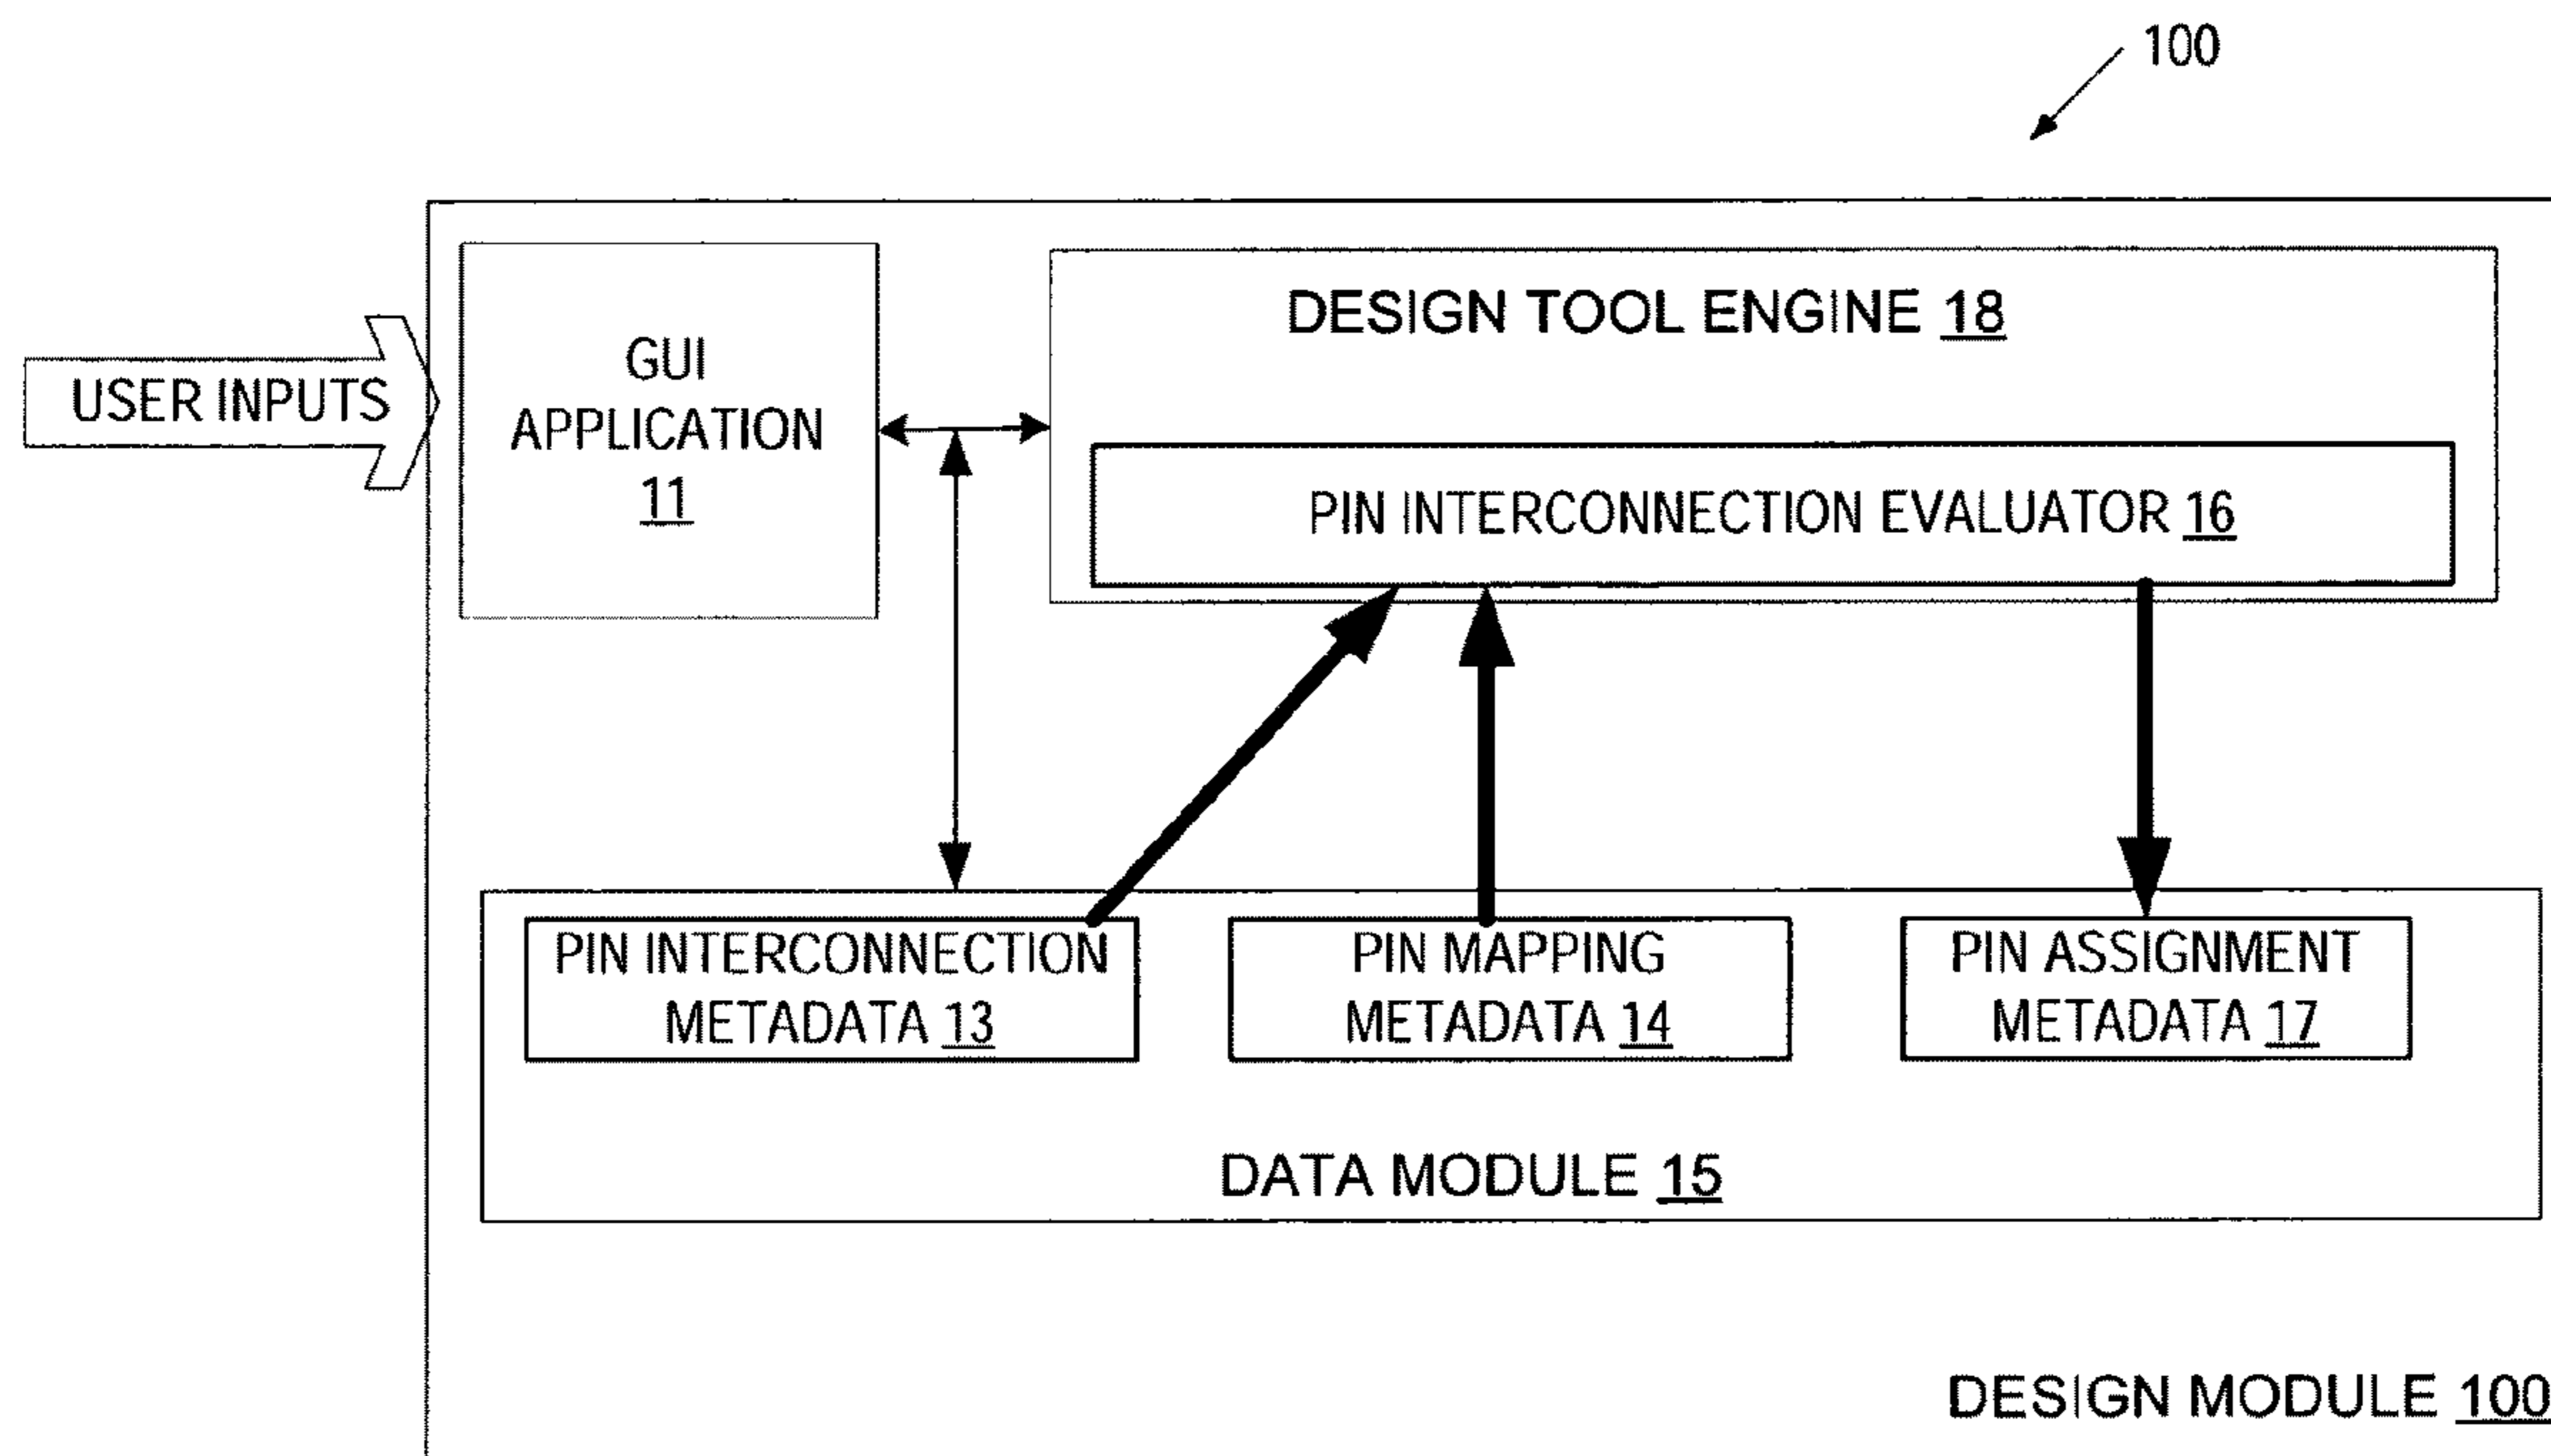 100
DESIGN TOOL ENGINE 18
GUI
APPLICATION
11
USER INPUTS
PIN INTERCONNECTION EVALUATOR 16
PIN INTERCONNECTION
METADATA 13
PIN MAPPING
METADATA 14
PIN ASSIGNMENT
METADATA 17
DATA MODULE 15
DESIGN MODULE 100